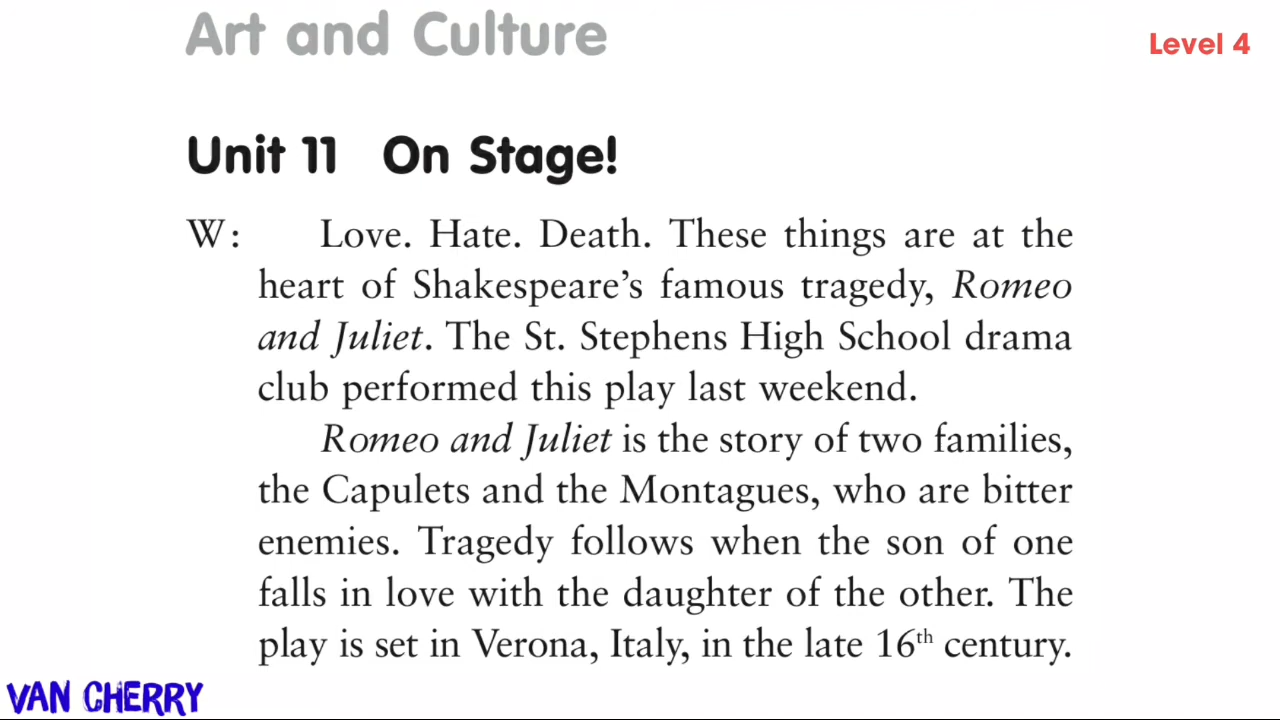 Art and Culture
Level 4
Unit 11 On Stage!
W: Love. Hate. Death. These things are at the
heart of Shakespeare’s famous tragedy, Romeo
and Juliet. The St. Stephens High School drama
club performed this play last weekend.
Romeo and Juliet is the story of two families,
the Capulets and the Montagues, who are bitter
enemies. Tragedy follows when the son of one
falls in love with the daughter of the other. The
play is set in Verona, Italy, in the late 16th century.
VAN CHERRY